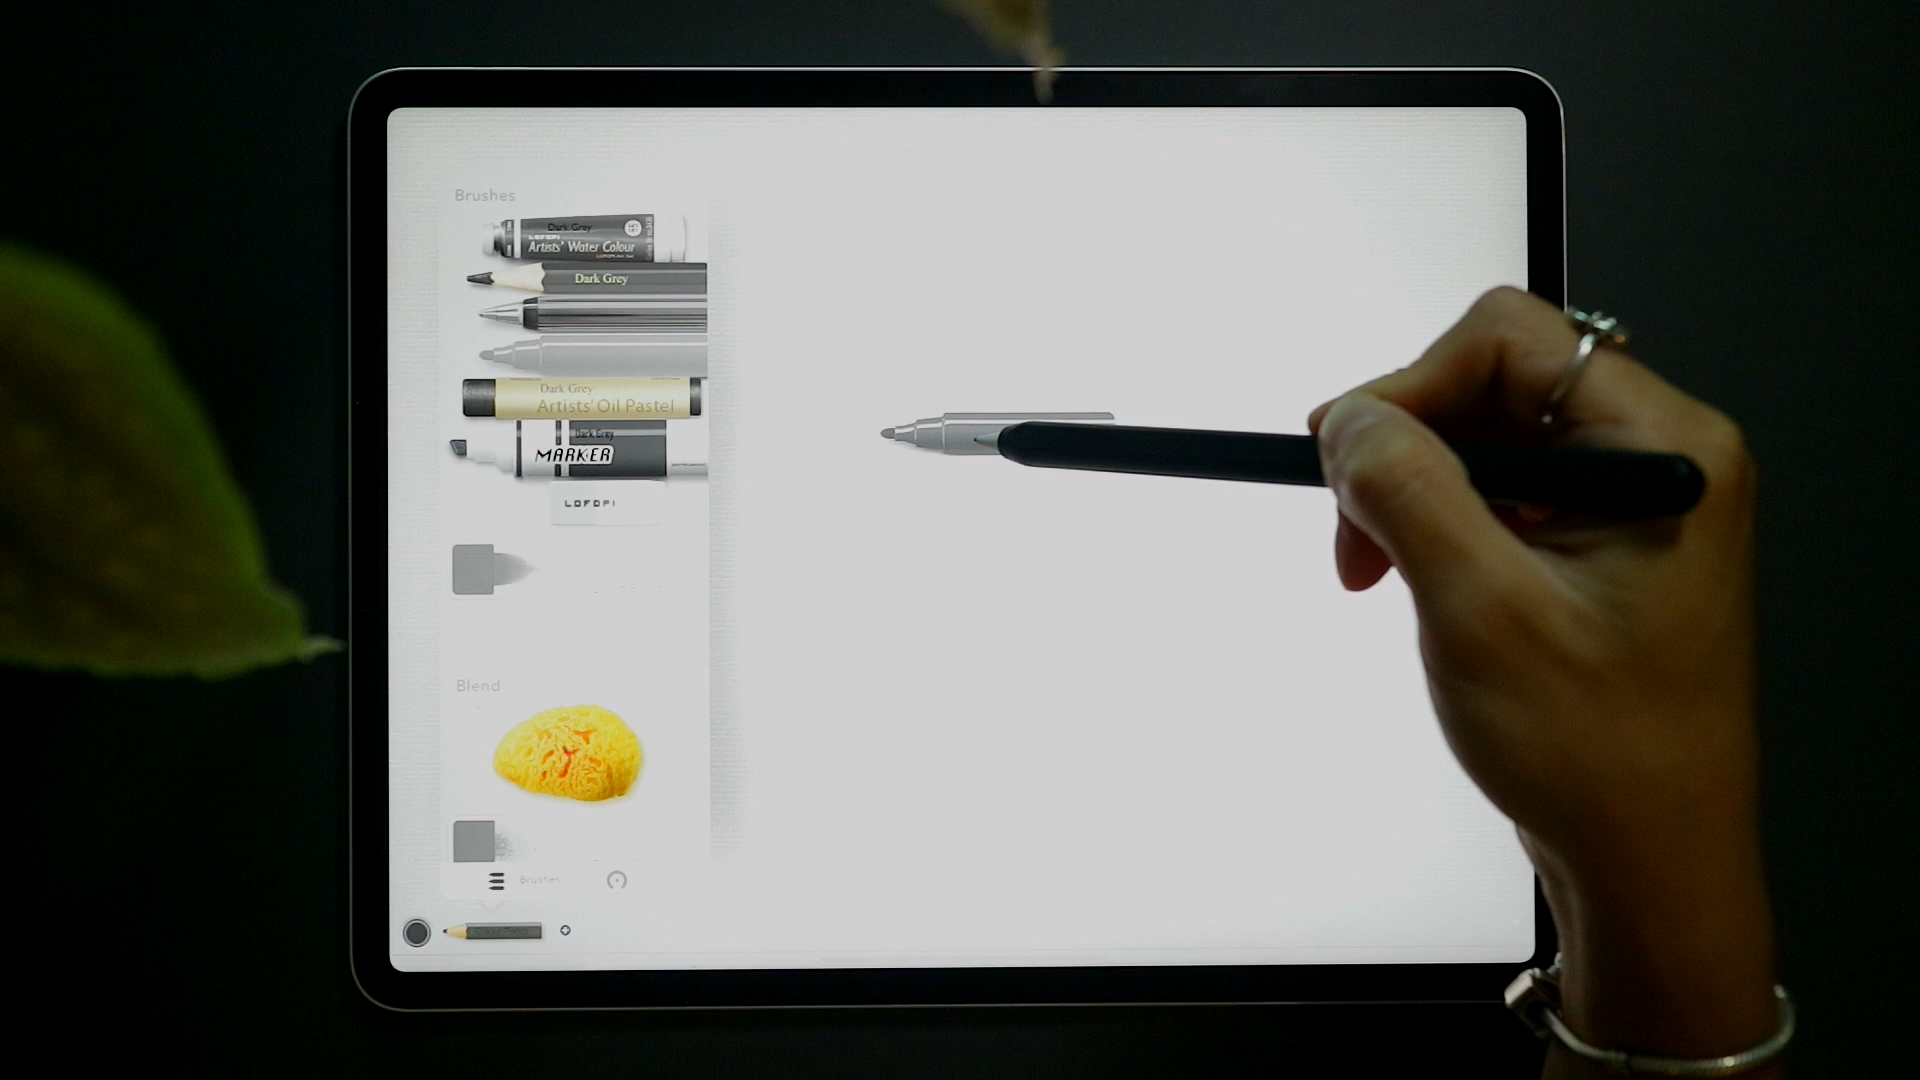 Brushes
Dark Grey
Artists' Water Colour
Dark Grey
Dark Grey
Artists' Oil Pastel
Dark Grey
MARKER
LOFOPI
Blend
Brushes